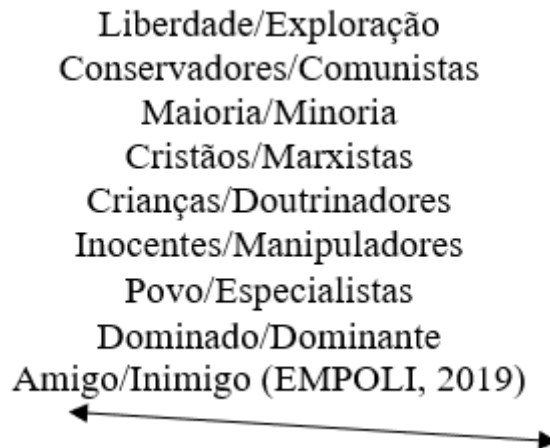 Liberdade/Exploração
Conservadores/Comunistas
Maioria/Minoria
Cristãos/Marxistas
Crianças/Doutrinadores
Inocentes/Manipuladores
Povo/Especialistas
Dominado/Dominante
Amigo/Inimigo (EMPOLI, 2019)